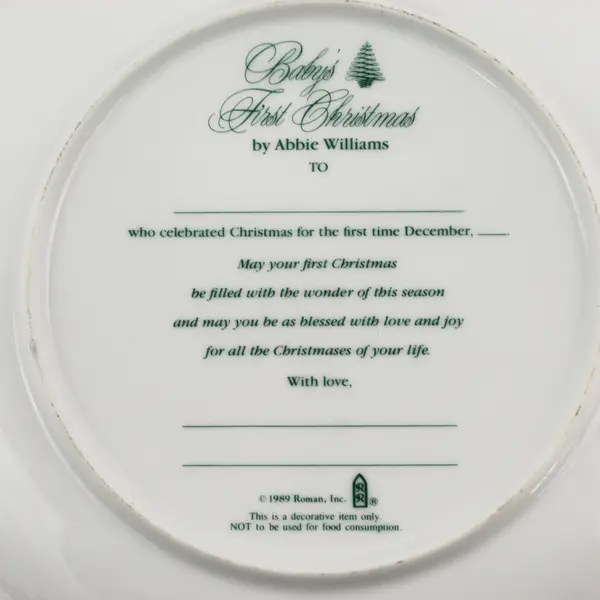 Baby's
First Christmas
by Abbie Williams
TO
who celebrated Christmas for the first time December, ____.
May your first Christmas
be filled with the wonder of this season
and may you be as blessed with love and joy
for all the Christmases of your life.
With love,
© 1989 Roman, Inc. RR ®
This is a decorative item only.
NOT to be used for food consumption.